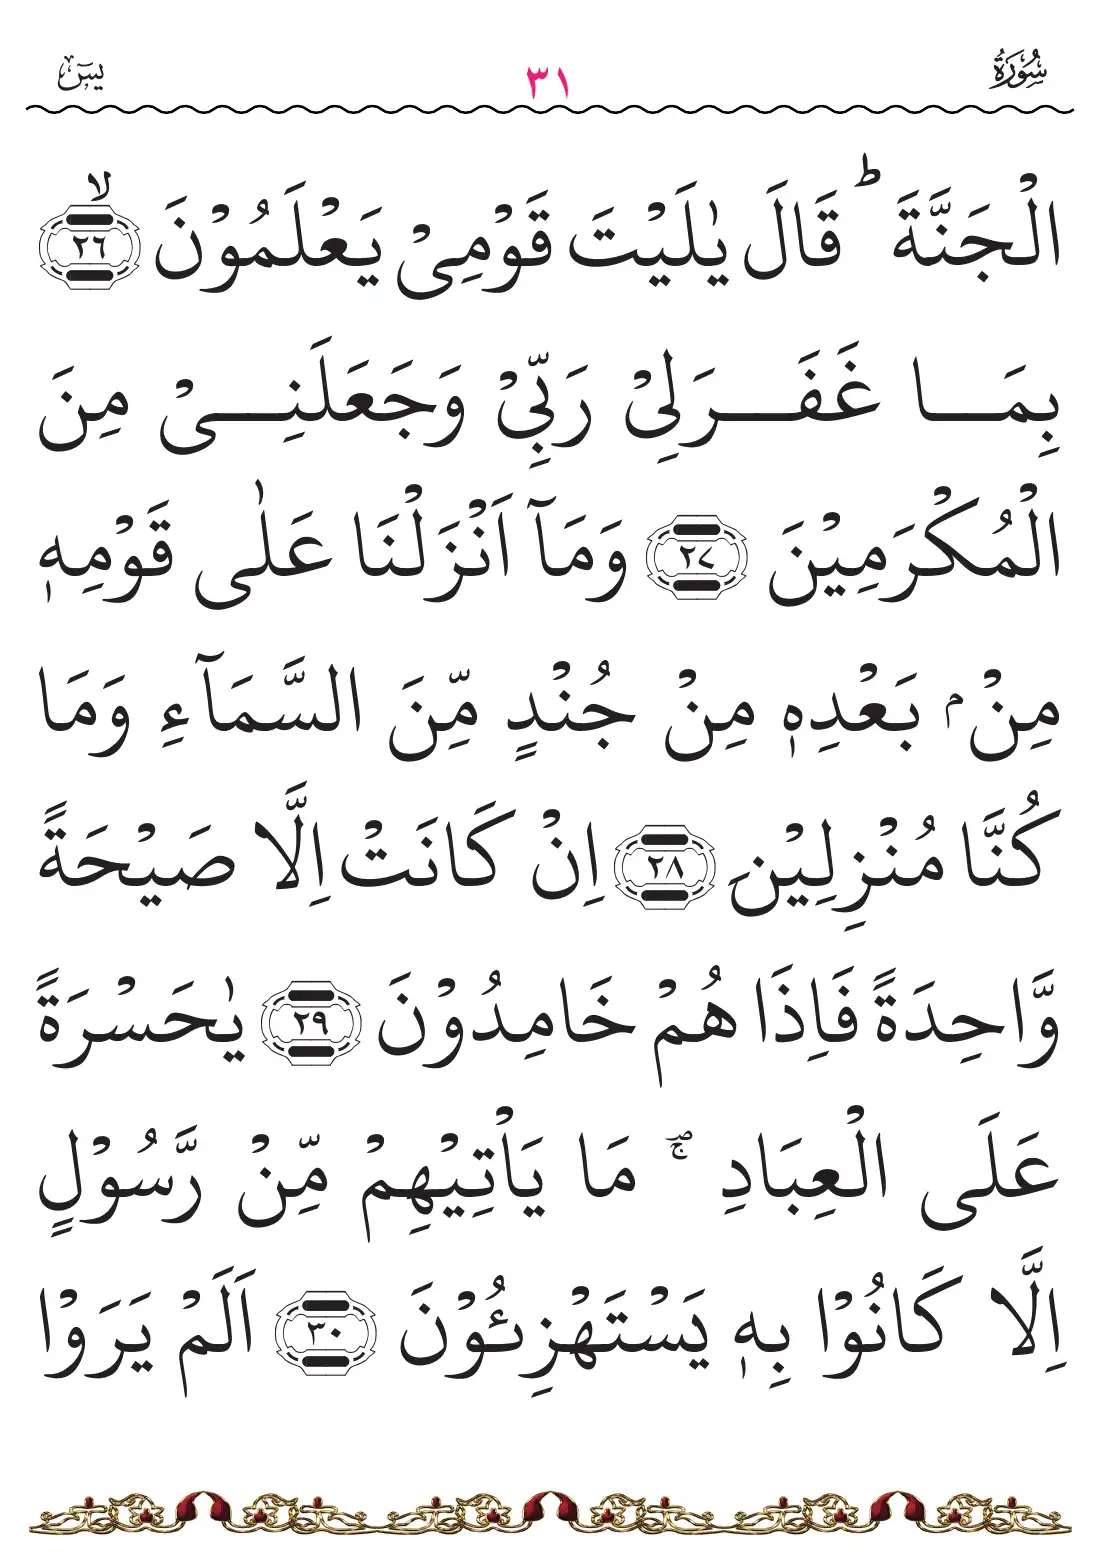 سُوْرَةُ ٣١ يٰسٓ
الْجَنَّةَ ؕ قَالَ يٰلَيْتَ قَوْمِيْ يَعْلَمُوْنَ ۙ ٢٦
بِمَا غَفَرَلِيْ رَبِّيْ وَجَعَلَنِيْ مِنَ
الْمُكْرَمِيْنَ ٢٧ وَمَآ اَنْزَلْنَا عَلٰى قَوْمِهٖ
مِنْۢ بَعْدِهٖ مِنْ جُنْدٍ مِّنَ السَّمَآءِ وَمَا
كُنَّا مُنْزِلِيْنَ ٢٨ اِنْ كَانَتْ اِلَّا صَيْحَةً
وَّاحِدَةً فَاِذَا هُمْ خَامِدُوْنَ ٢٩ يٰحَسْرَةً
عَلَى الْعِبَادِ ۚ مَا يَاْتِيْهِمْ مِّنْ رَّسُوْلٍ
اِلَّا كَانُوْا بِهٖ يَسْتَهْزِئُوْنَ ٣٠ اَلَمْ يَرَوْا